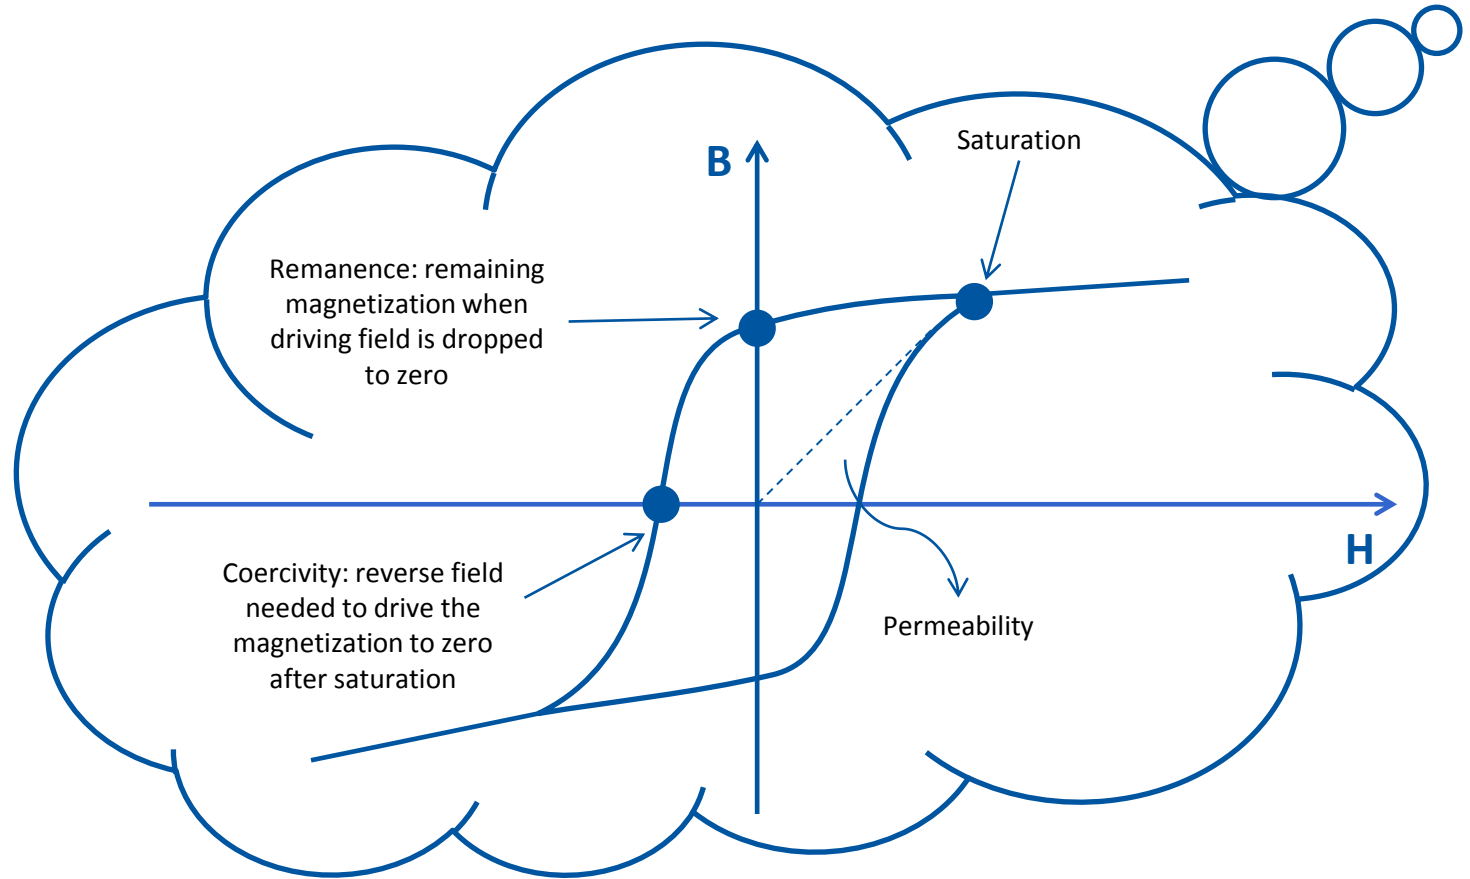 B
Saturation
Remanence: remaining
magnetization when
driving field is dropped
to zero
H
Coercivity: reverse field
needed to drive the
magnetization to zero
after saturation
Permeability